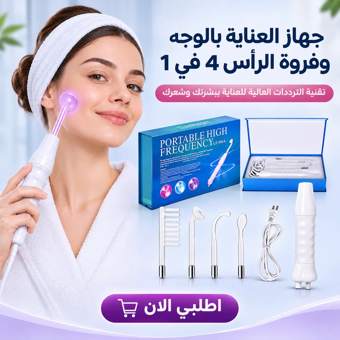 جهاز العناية بالوجه
وفروة الرأس 4 في 1
تقنية الترددات العالية للعناية ببشرتك وشعرك
PORTABLE HIGH
FREQUENCY
اطلبي الان